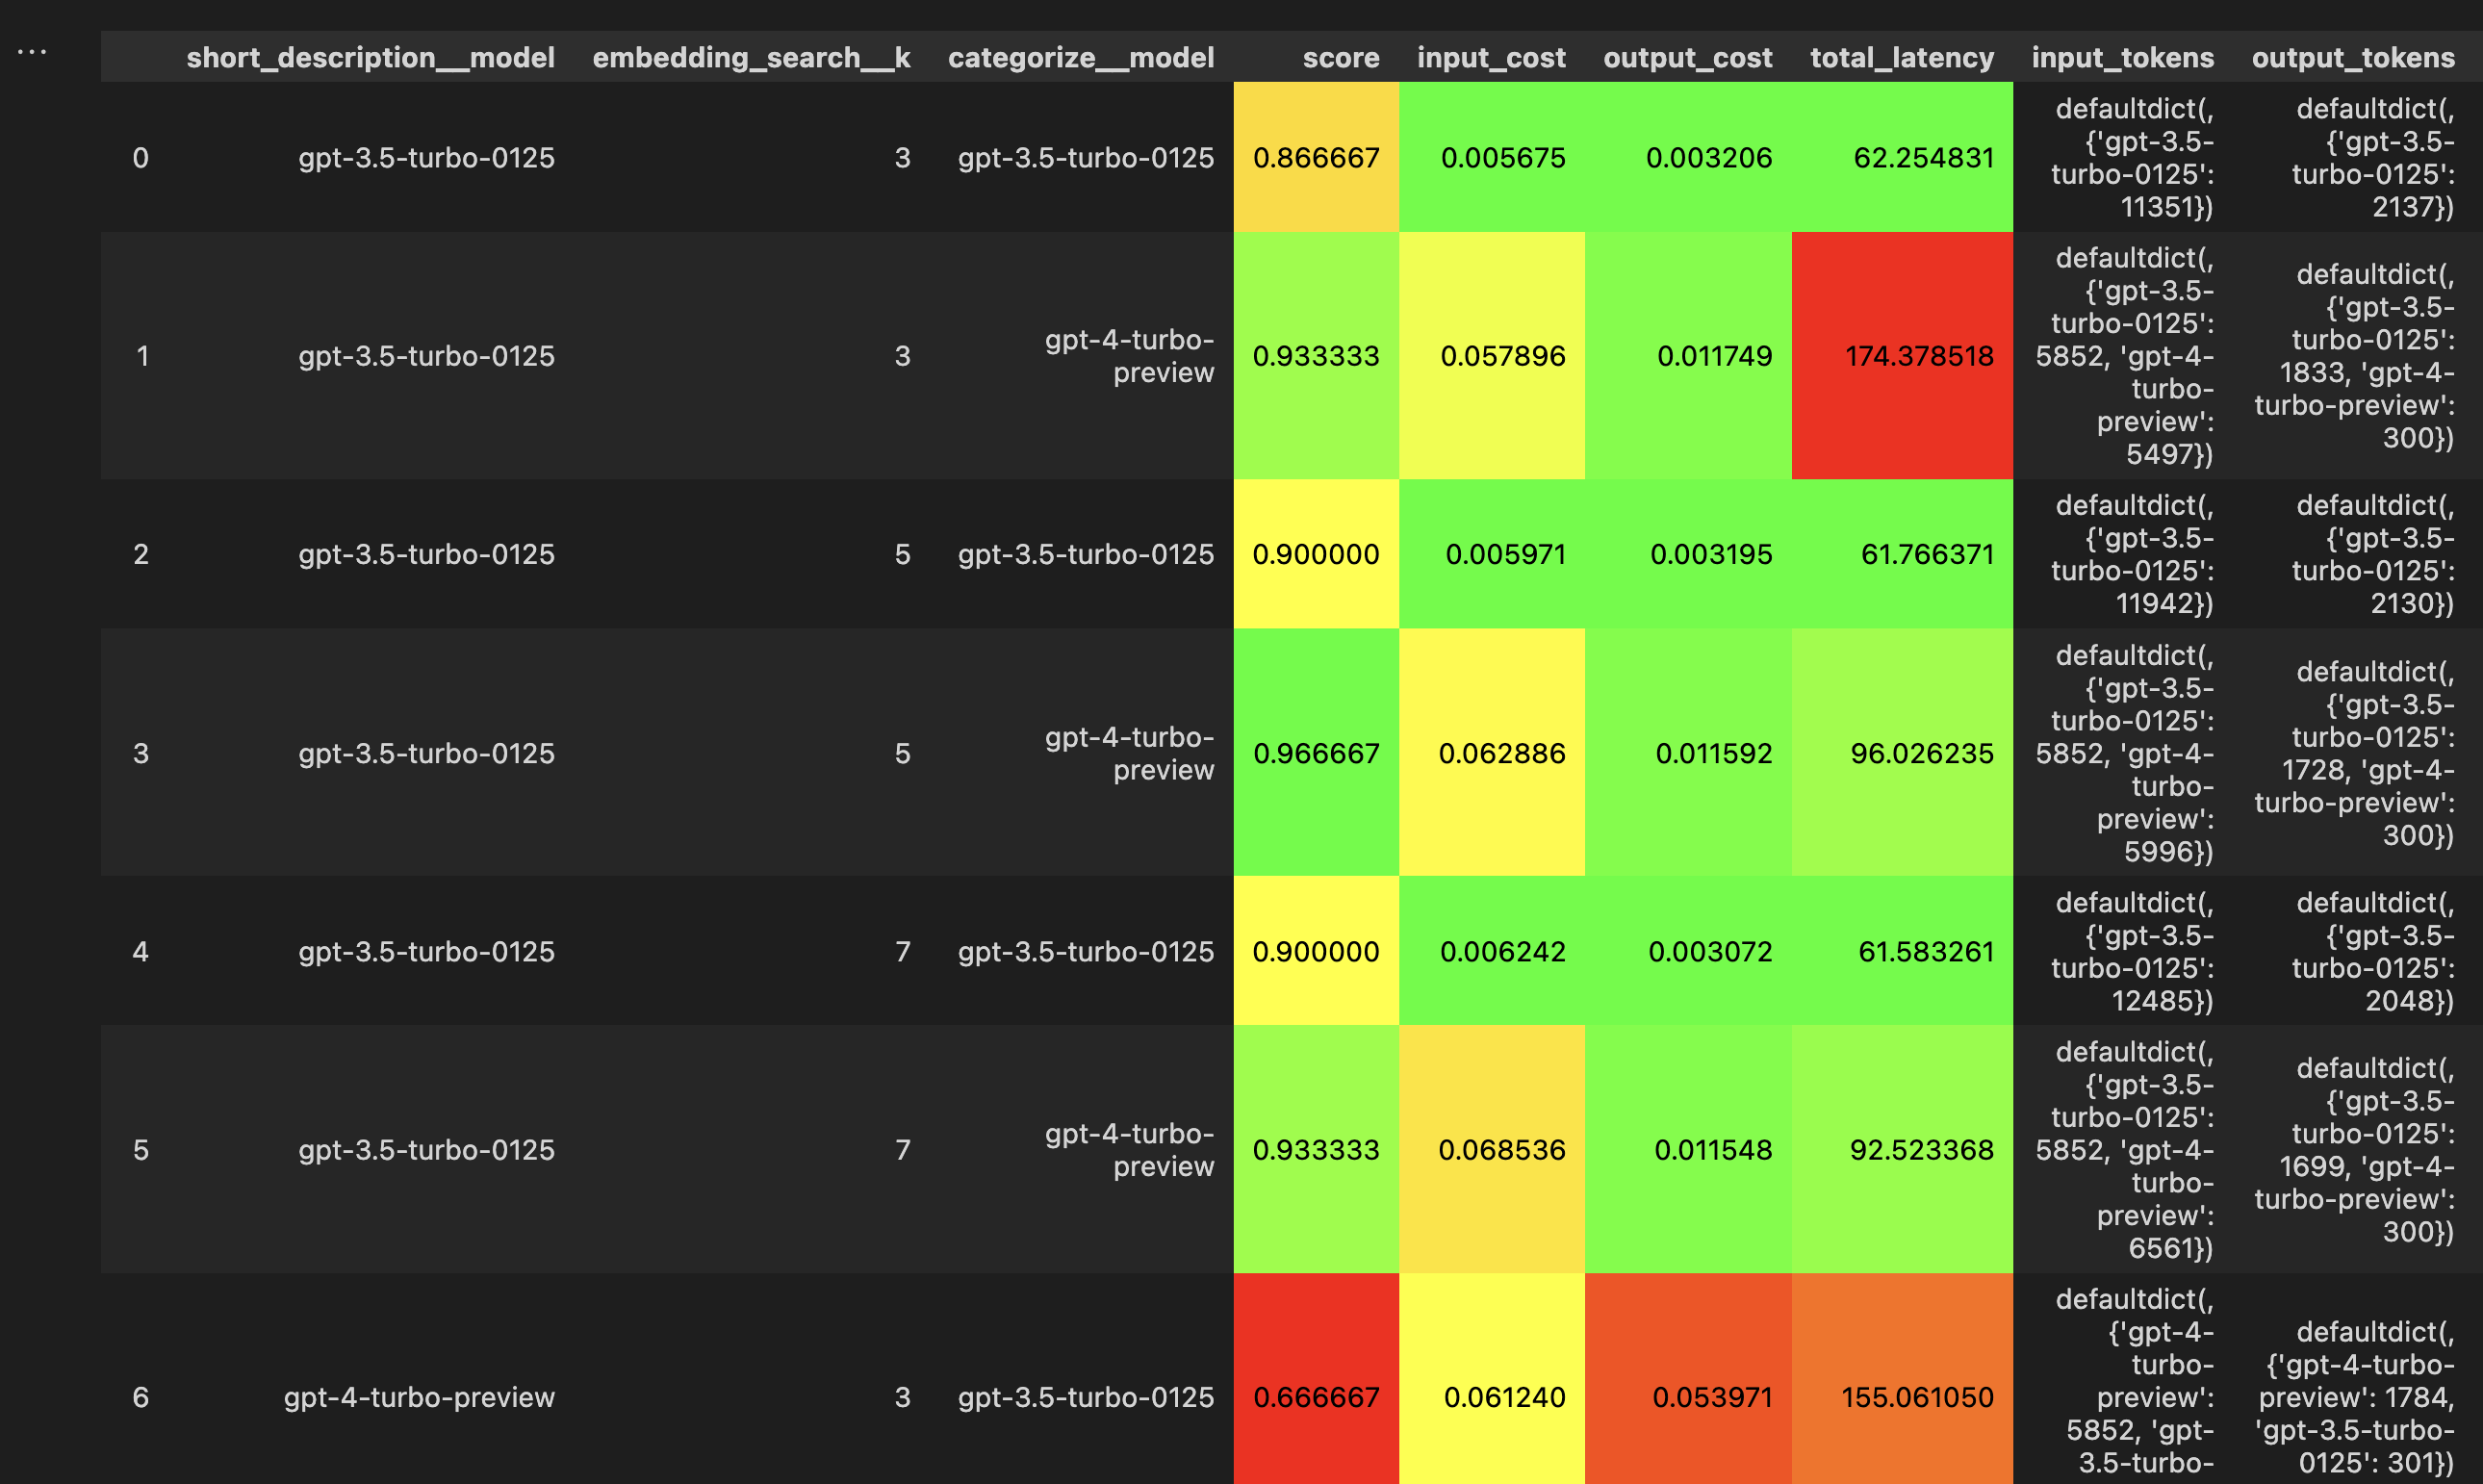 ...
short_description__model embedding_search__k categorize__model score input_cost output_cost total_latency input_tokens output_tokens
0 gpt-3.5-turbo-0125 3 gpt-3.5-turbo-0125 0.866667 0.005675 0.003206 62.254831
defaultdict(,
{'gpt-3.5-
turbo-0125':
11351})
defaultdict(,
{'gpt-3.5-
turbo-0125':
2137})
1 gpt-3.5-turbo-0125 3
gpt-4-turbo-
preview
0.933333 0.057896 0.011749 174.378518
defaultdict(,
{'gpt-3.5-
turbo-0125':
5852, 'gpt-4-
turbo-
preview':
5497})
defaultdict(,
{'gpt-3.5-
turbo-0125':
1833, 'gpt-4-
turbo-preview':
300})
2 gpt-3.5-turbo-0125 5 gpt-3.5-turbo-0125 0.900000 0.005971 0.003195 61.766371
defaultdict(,
{'gpt-3.5-
turbo-0125':
11942})
defaultdict(,
{'gpt-3.5-
turbo-0125':
2130})
3 gpt-3.5-turbo-0125 5
gpt-4-turbo-
preview
0.966667 0.062886 0.011592 96.026235
defaultdict(,
{'gpt-3.5-
turbo-0125':
5852, 'gpt-4-
turbo-
preview':
5996})
defaultdict(,
{'gpt-3.5-
turbo-0125':
1728, 'gpt-4-
turbo-preview':
300})
4 gpt-3.5-turbo-0125 7 gpt-3.5-turbo-0125 0.900000 0.006242 0.003072 61.583261
defaultdict(,
{'gpt-3.5-
turbo-0125':
12485})
defaultdict(,
{'gpt-3.5-
turbo-0125':
2048})
5 gpt-3.5-turbo-0125 7
gpt-4-turbo-
preview
0.933333 0.068536 0.011548 92.523368
defaultdict(,
{'gpt-3.5-
turbo-0125':
5852, 'gpt-4-
turbo-
preview':
6561})
defaultdict(,
{'gpt-3.5-
turbo-0125':
1699, 'gpt-4-
turbo-preview':
300})
6 gpt-4-turbo-preview 3 gpt-3.5-turbo-0125 0.666667 0.061240 0.053971 155.061050
defaultdict(,
{'gpt-4-
turbo-
preview':
5852, 'gpt-
3.5-turbo-
defaultdict(,
{'gpt-4-turbo-
preview': 1784,
'gpt-3.5-turbo-
0125': 301})